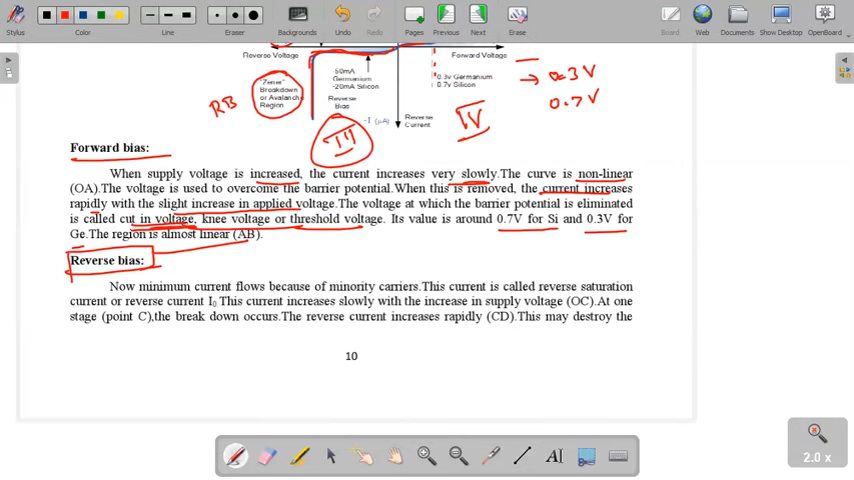 Stylus
Color
Line
Eraser
Backgrounds
Undo
Redo
Pages
Previous
Next
Erase
Board
Web
Documents
Show Desktop
OpenBoard
Reverse Voltage
Forward Voltage
-50mA
Germanium
-20mA Silicon
0.3v Germanium
0.7v Silicon
→ 0.3 V
0.7 V
"Zener"
Breakdown
or Avalanche
Region
RB
Reverse
Bias
-I (µA)
Reverse
Current
III
IV
Forward bias:
When supply voltage is increased, the current increases very slowly.The curve is non-linear
(OA).The voltage is used to overcome the barrier potential.When this is removed, the current increases
rapidly with the slight increase in applied voltage.The voltage at which the barrier potential is eliminated
is called cut in voltage, knee voltage or threshold voltage. Its value is around 0.7V for Si and 0.3V for
Ge.The region is almost linear (AB).
Reverse bias:
Now minimum current flows because of minority carriers.This current is called reverse saturation
current or reverse current I0 This current increases slowly with the increase in supply voltage (OC).At one
stage (point C),the break down occurs.The reverse current increases rapidly (CD).This may destroy the
10
2.0 x